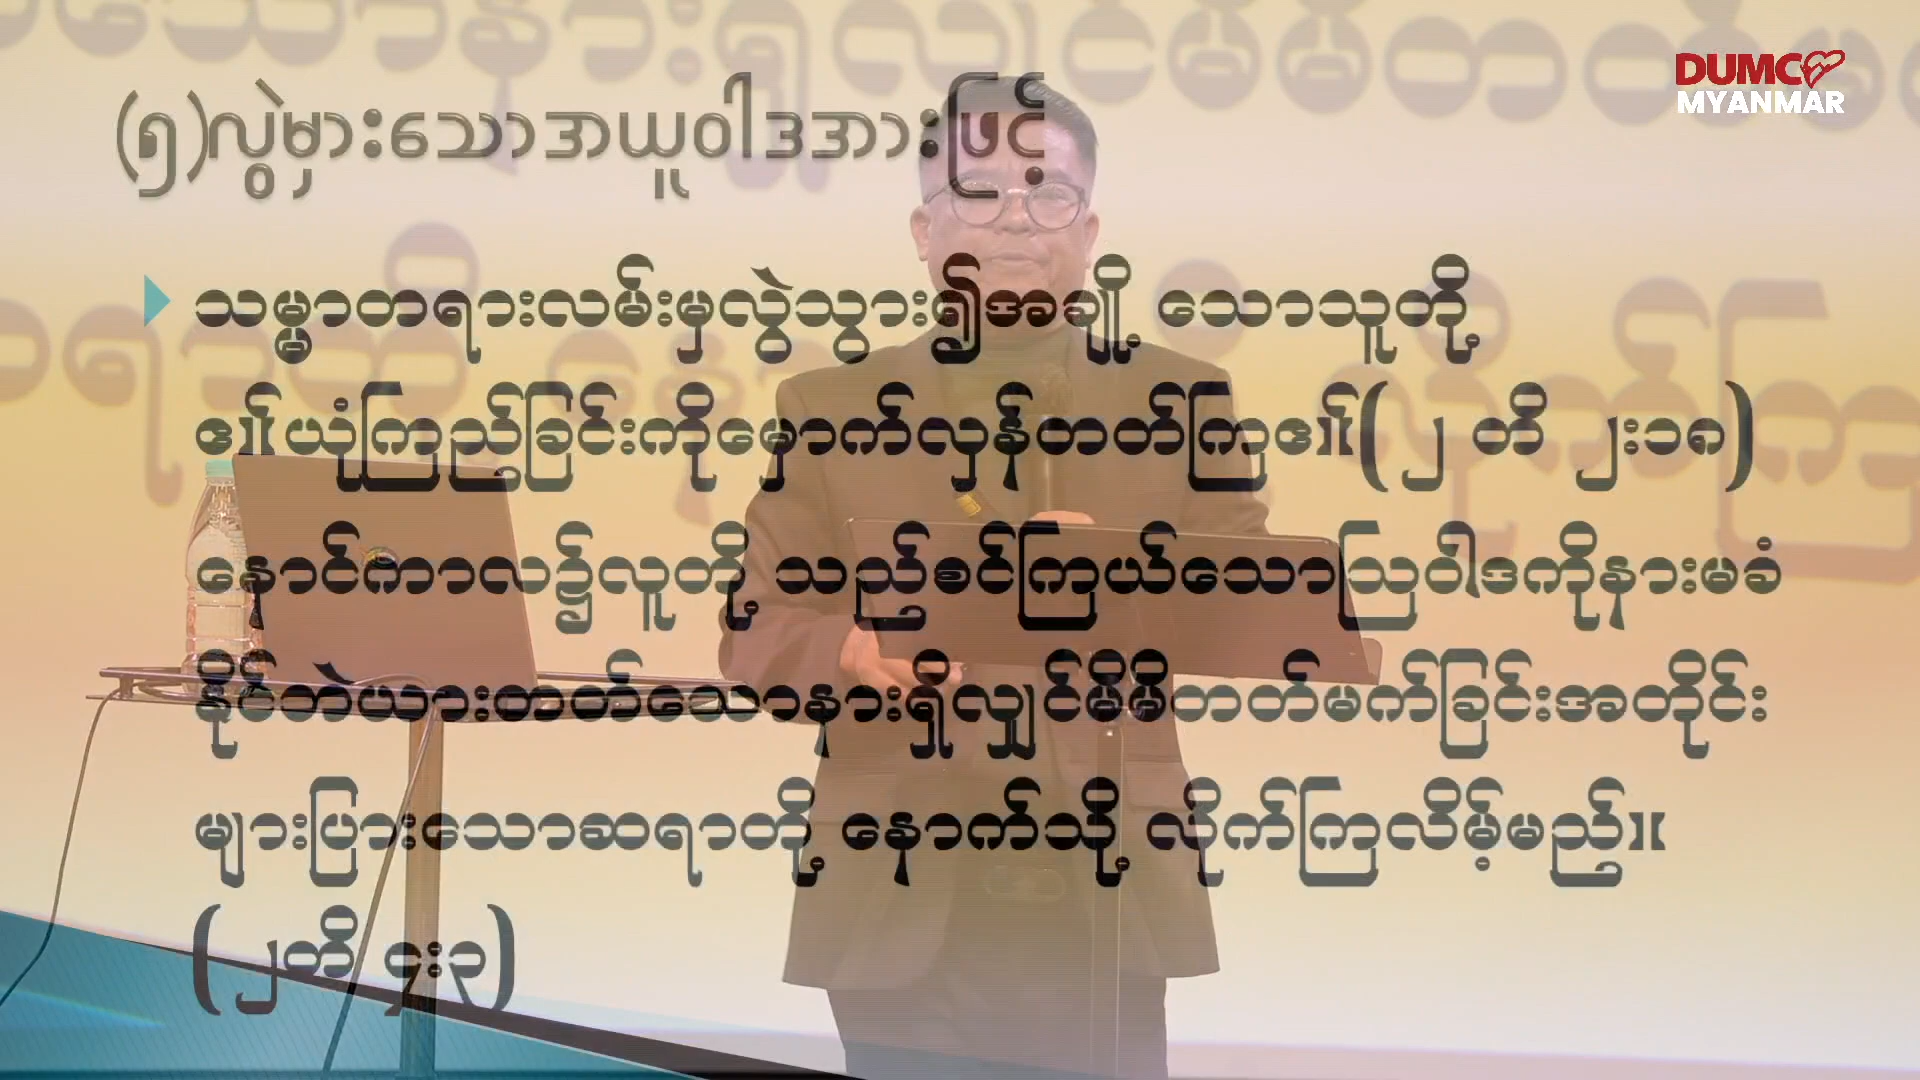 DUMC
MYANMAR
(၅)လွဲမှားသောအယူဝါဒအားဖြင့်
သမ္မာတရားလမ်းမှလွဲသွား၍အချို့ သောသူတို့
၏ယုံကြည်ခြင်းကိုမှောက်လှန်တတ်ကြ၏။(၂ တိ ၂း၁၈)
နောင်ကာလ၌လူတို့ သည်စင်ကြယ်သောဩဝါဒကိုနားမခံ
နိုင်ဘဲယားတတ်သောနားရှိလျှင်မိမိတတ်မက်ခြင်းအတိုင်း
များပြားသောဆရာတို့ နောက်သို့ လိုက်ကြလိမ့်မည်။
(၂တိ ၄း၃)